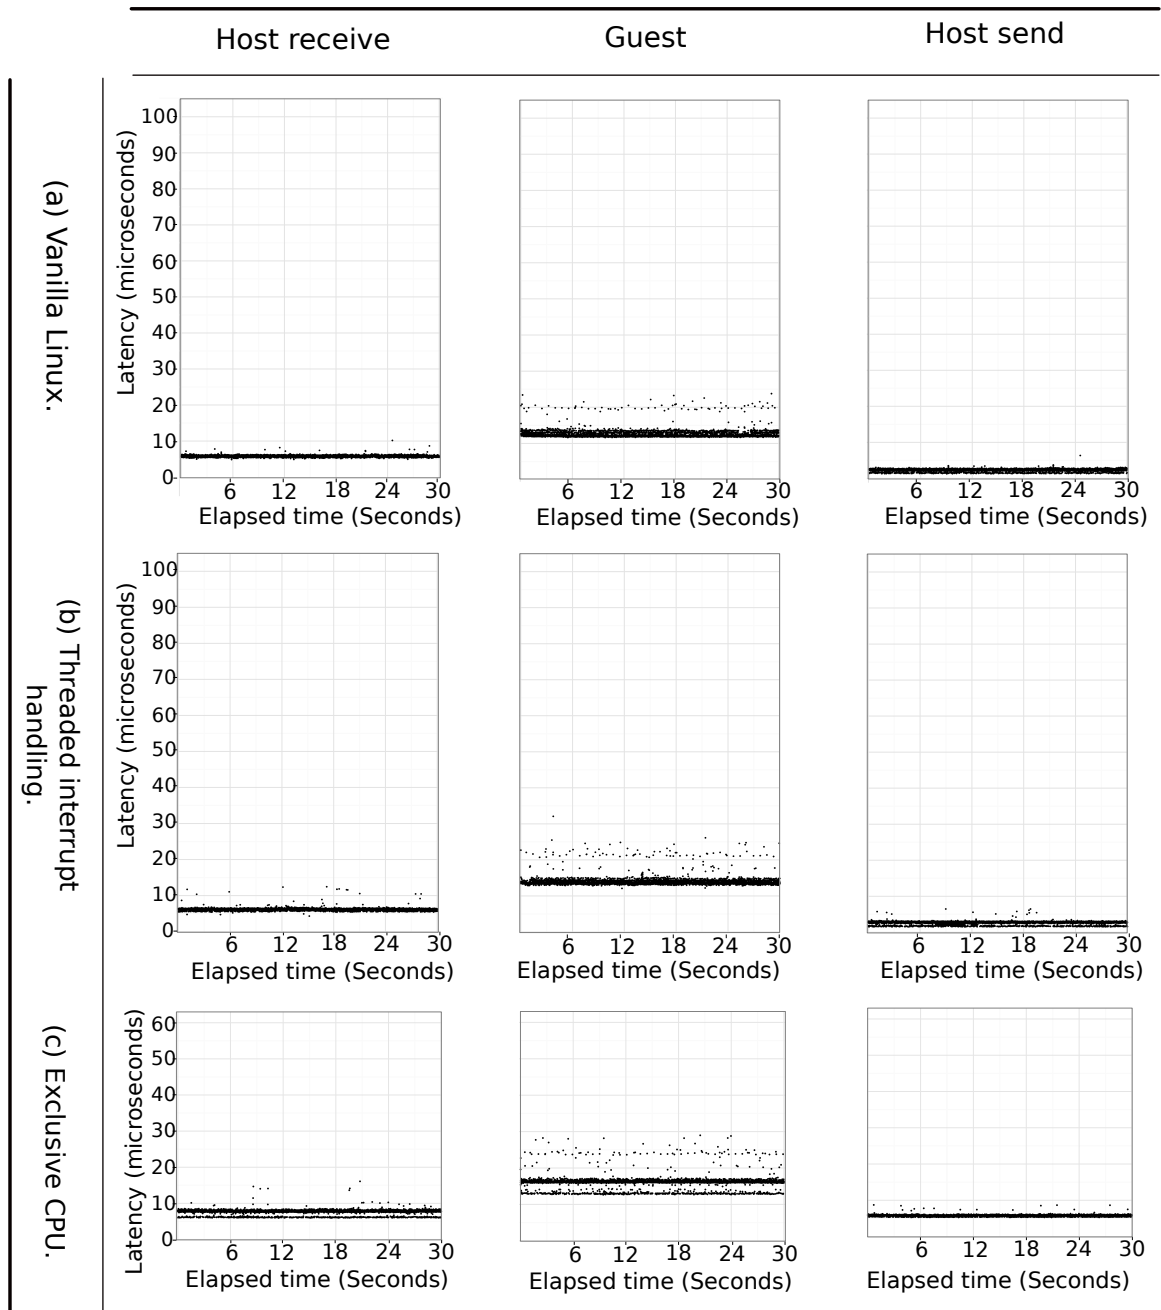 Host receive
Guest
Host send
(a) Vanilla Linux.
Latency (microseconds)
100
90
80
70
60
50
40
30
20
10
0
6 12 18 24 30
Elapsed time (Seconds)
6 12 18 24 30
Elapsed time (Seconds)
6 12 18 24 30
Elapsed time (Seconds)
(b) Threaded interrupt
handling.
Latency (microseconds)
100
90
80
70
60
50
40
30
20
10
0
6 12 18 24 30
Elapsed time (Seconds)
6 12 18 24 30
Elapsed time (Seconds)
6 12 18 24 30
Elapsed time (Seconds)
(c) Exclusive CPU.
Latency (microseconds)
60
50
40
30
20
10
0
6 12 18 24 30
Elapsed time (Seconds)
6 12 18 24 30
Elapsed time (Seconds)
6 12 18 24 30
Elapsed time (Seconds)